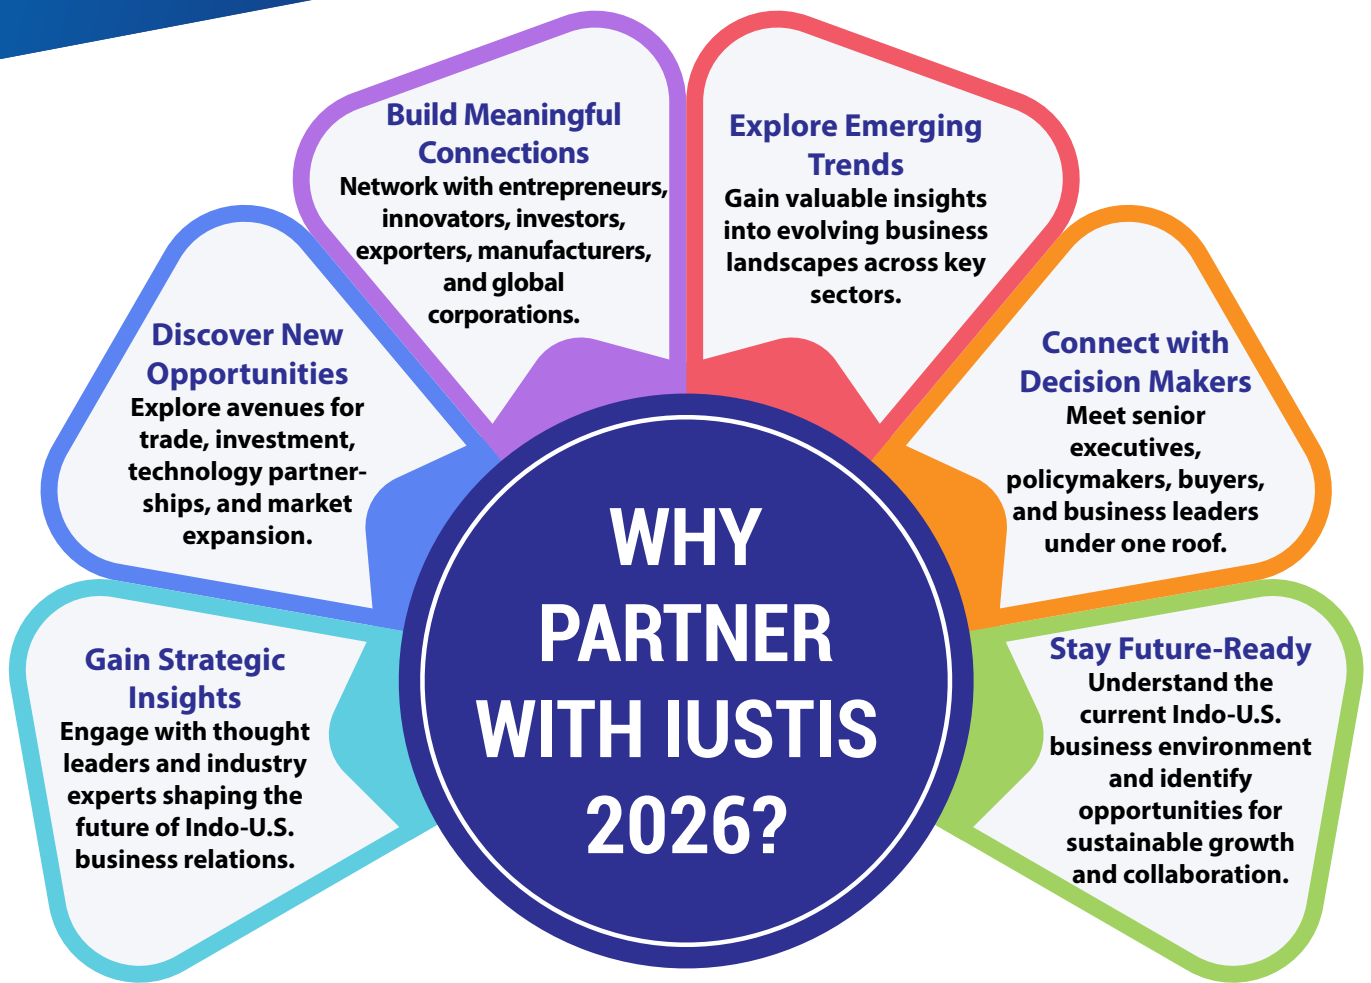 Build Meaningful
Connections
Network with entrepreneurs,
innovators, investors,
exporters, manufacturers,
and global
corporations.
Explore Emerging
Trends
Gain valuable insights
into evolving business
landscapes across key
sectors.
Discover New
Opportunities
Explore avenues for
trade, investment,
technology partner-
ships, and market
expansion.
Connect with
Decision Makers
Meet senior
executives,
policymakers, buyers,
and business leaders
under one roof.
Gain Strategic
Insights
Engage with thought
leaders and industry
experts shaping the
future of Indo-U.S.
business relations.
WHY
PARTNER
WITH IUSTIS
2026?
Stay Future-Ready
Understand the
current Indo-U.S.
business environment
and identify
opportunities for
sustainable growth
and collaboration.